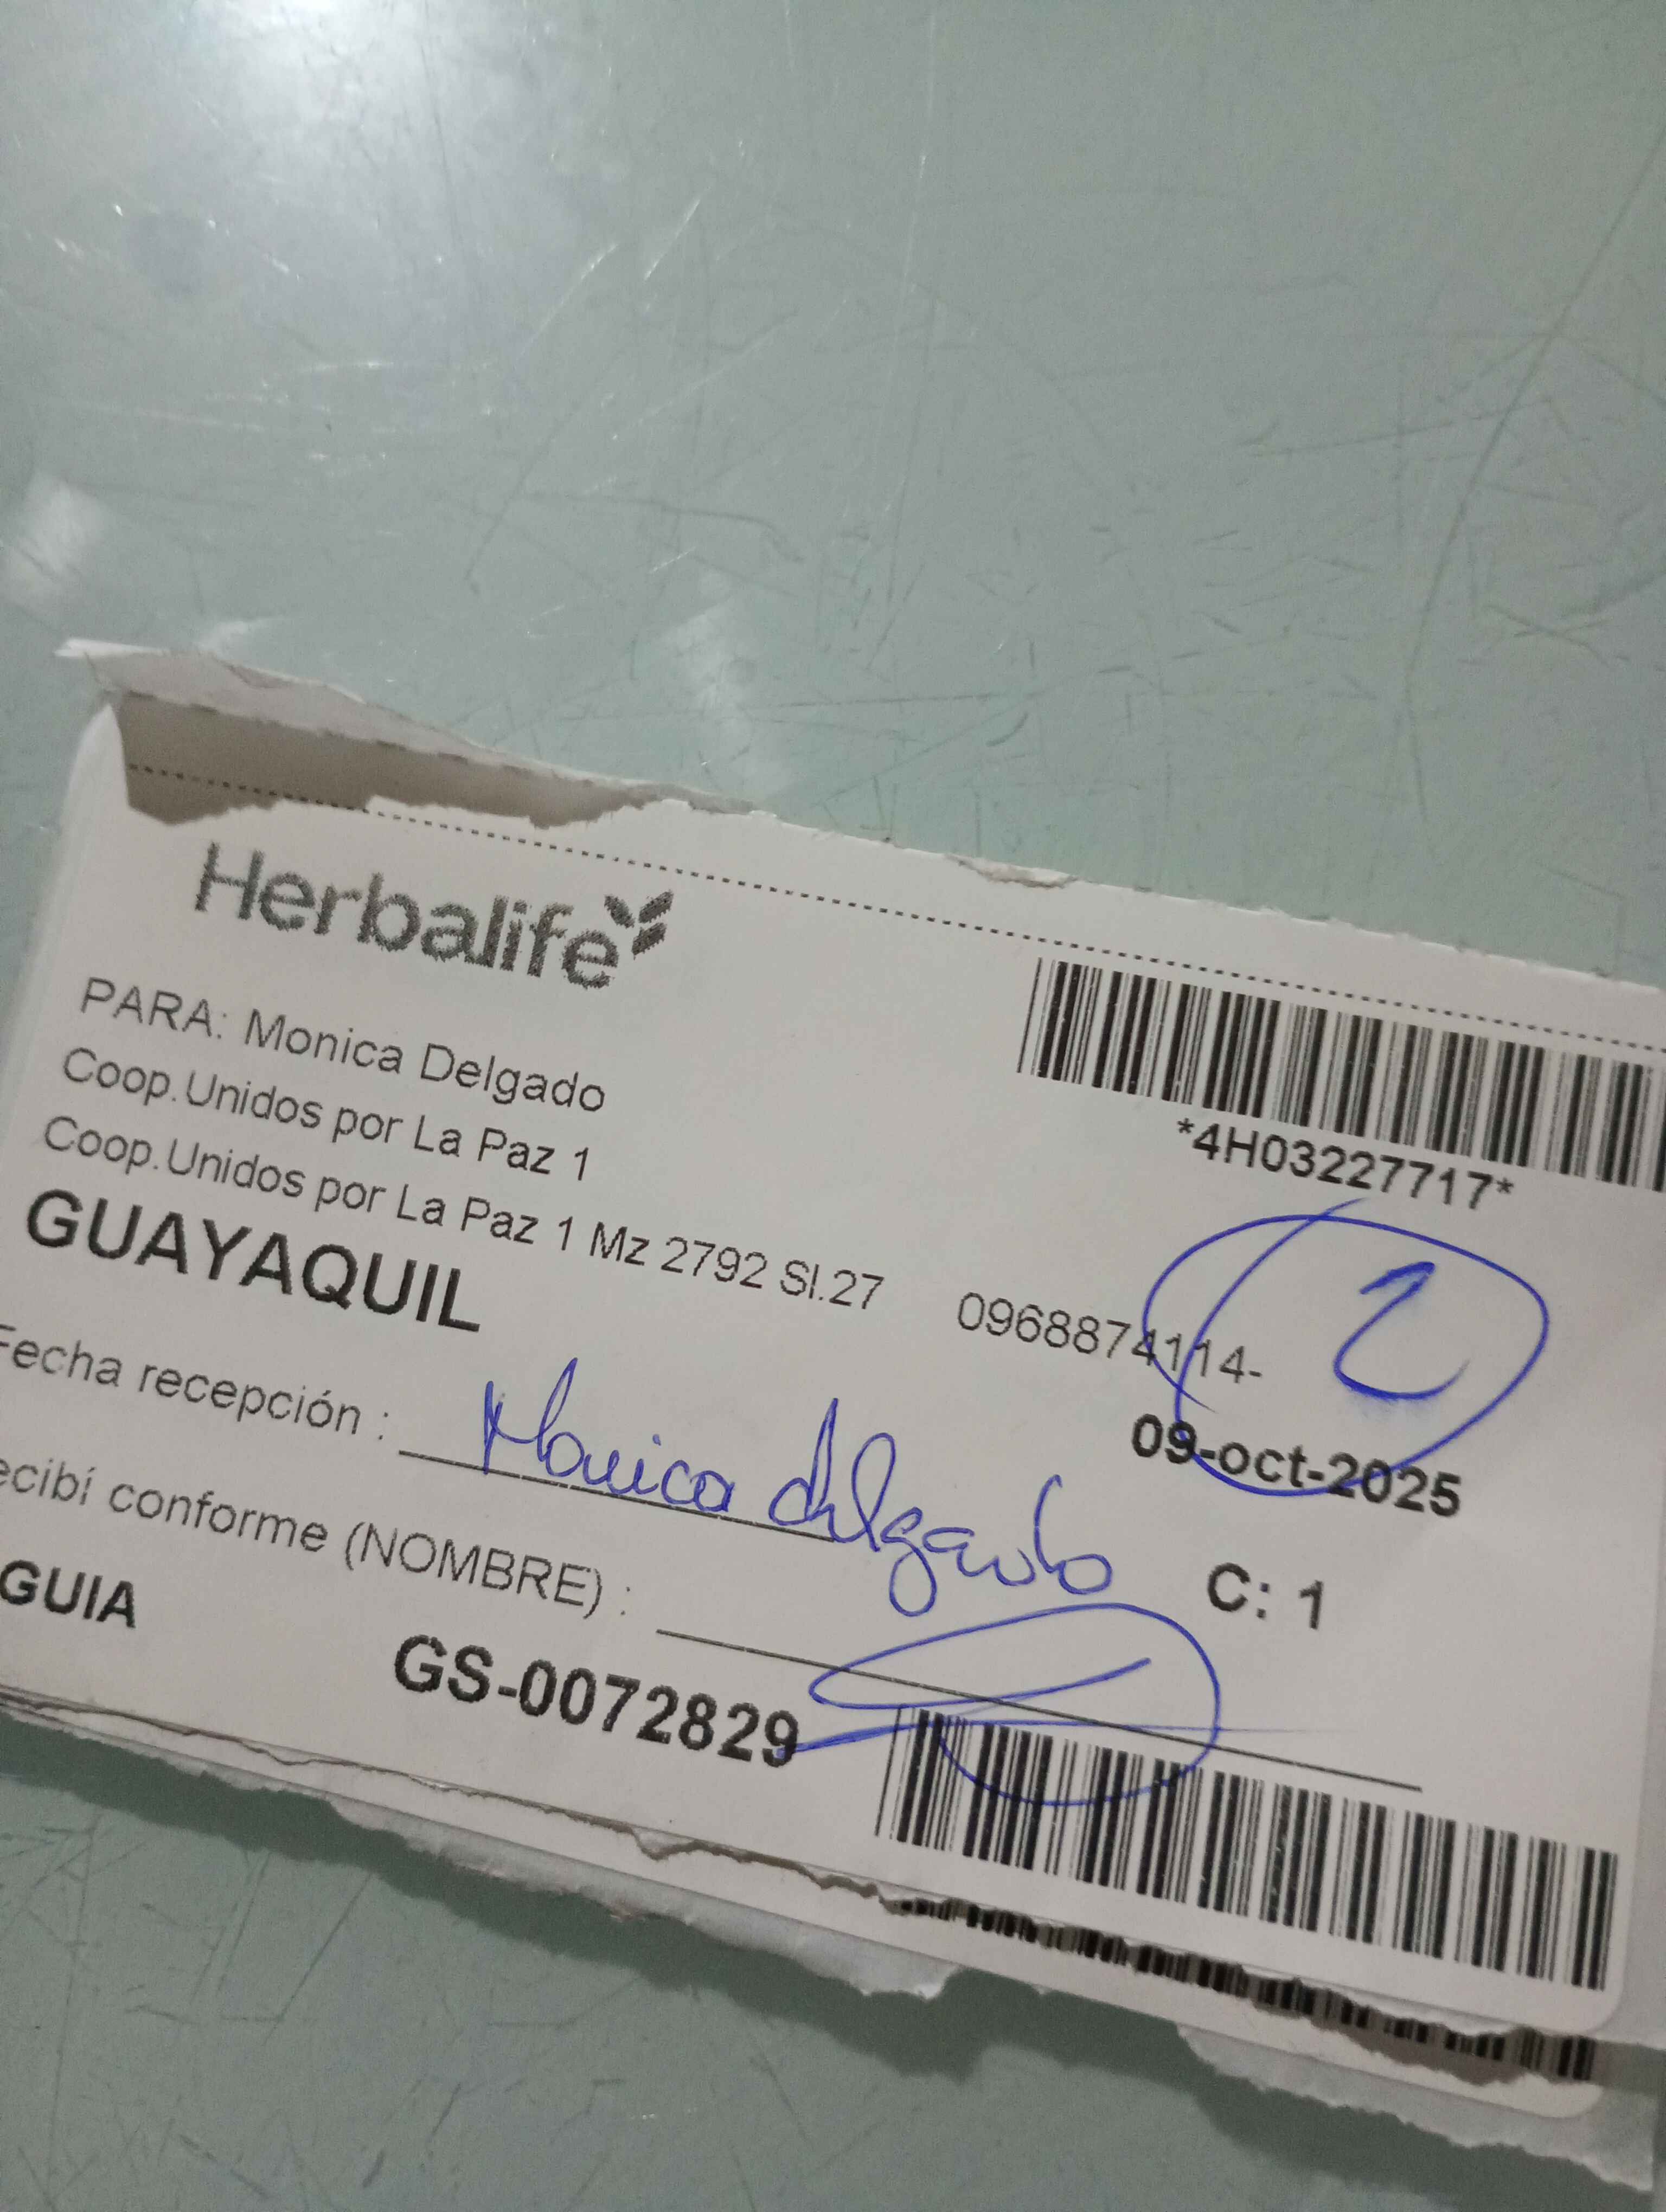 Herbalife
*4H03227717*
PARA: Monica Delgado
Coop.Unidos por La Paz 1
Coop.Unidos por La Paz 1 Mz 2792 Sl.27 0968874114-
2
GUAYAQUIL
09-oct-2025
Fecha recepción :
Monica delgado
ecibí conforme (NOMBRE) :
C: 1
GUIA
GS-0072829